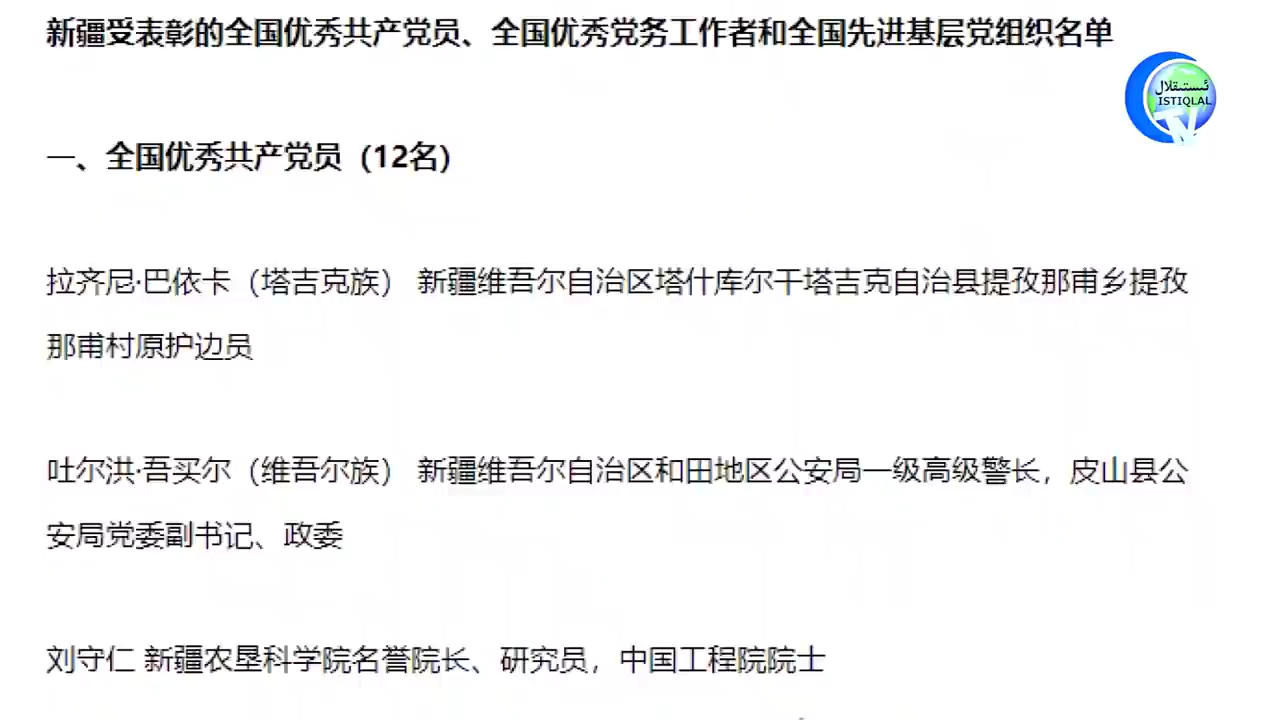 新疆受表彰的全国优秀共产党员、全国优秀党务工作者和全国先进基层党组织名单
ئىستىقلال
ISTIQLAL
TV
一、全国优秀共产党员（12名）
拉齐尼·巴依卡（塔吉克族） 新疆维吾尔自治区塔什库尔干塔吉克自治县提孜那甫乡提孜
那甫村原护边员
吐尔洪·吾买尔（维吾尔族） 新疆维吾尔自治区和田地区公安局一级高级警长，皮山县公
安局党委副书记、政委
刘守仁 新疆农垦科学院名誉院长、研究员，中国工程院院士